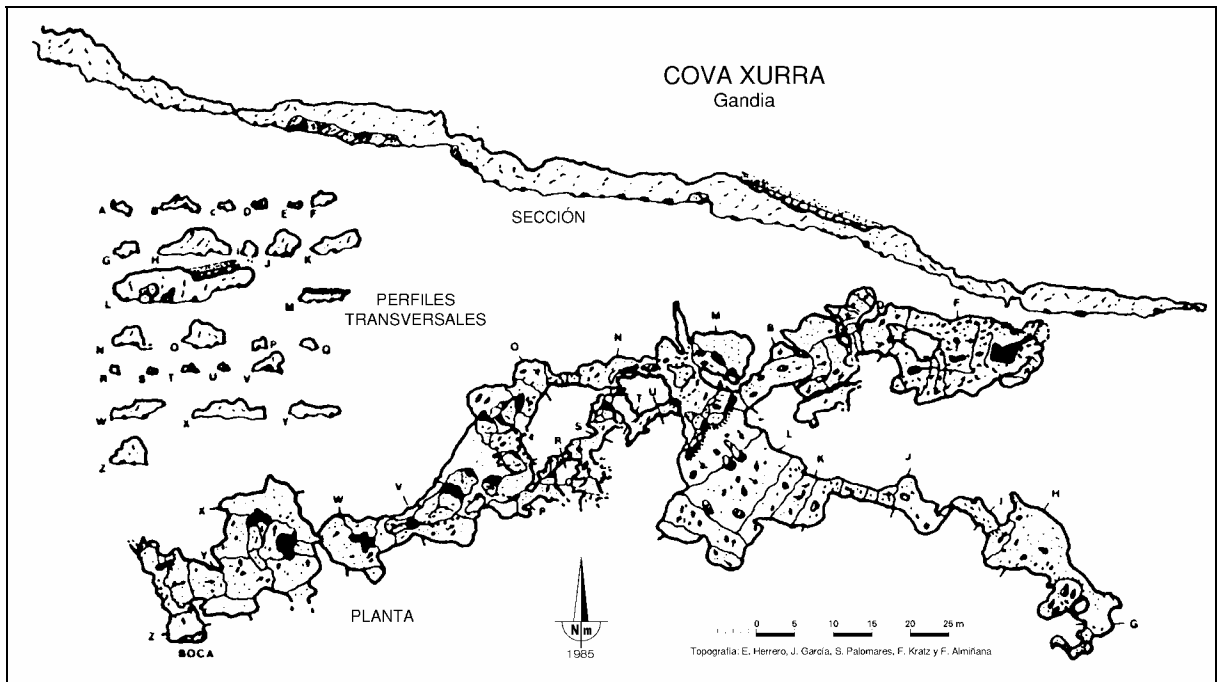 COVA XURRA
Gandia
SECCIÓN
A B C D E F
G H I J K
L M
PERFILES
TRANSVERSALES
N O P Q
R S T U V
W X Y
Z
M
F
N
B
O
T U
S
R
L
K
J
P
I
H
V
W
X
Y
G
Z
BOCA
PLANTA
N m
1985
0 5 10 15 20 25 m
Topografia: E. Herrero, J. García, S. Palomares, F. Kratz y F. Almiñana